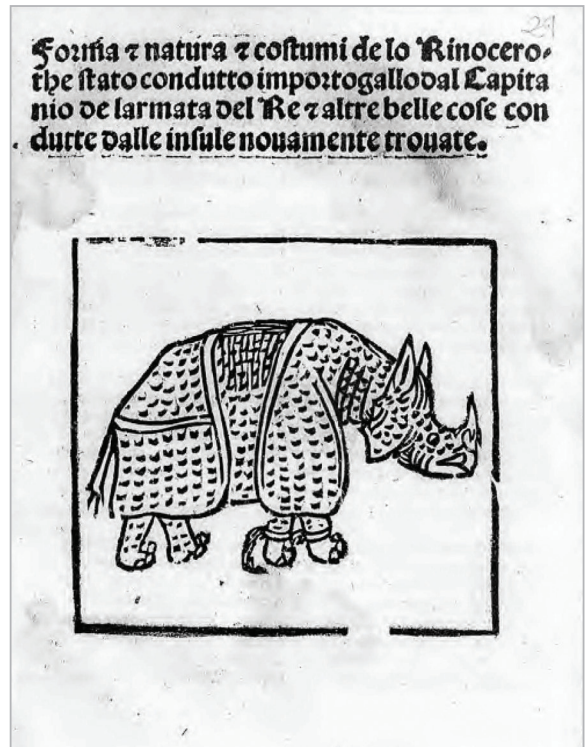 29
Forma ⁊ natura ⁊ costumi de lo Rinocero-
the stato condutto importogallo dal Capita
nio de larmata del Re ⁊ altre belle cose con
dutte dalle insule nouamente trouate.